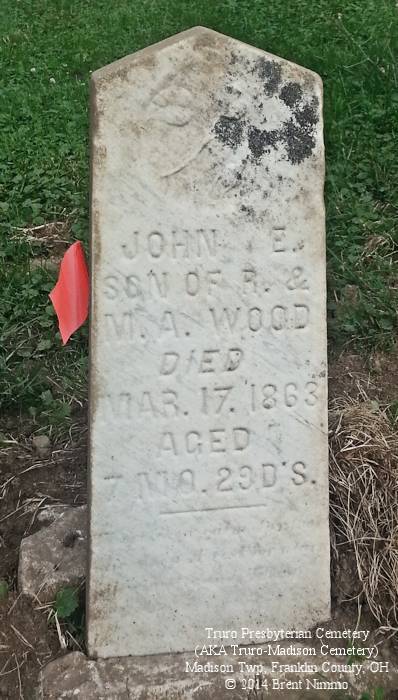 JOHN E.
SON OF R. &
M. A. WOOD
DIED
MAR. 17. 1863
AGED
7 MO. 29 D'S.
Truro Presbyterian Cemetery
(AKA Truro-Madison Cemetery)
Madison Twp, Franklin County, OH
© 2014 Brent Nimmo